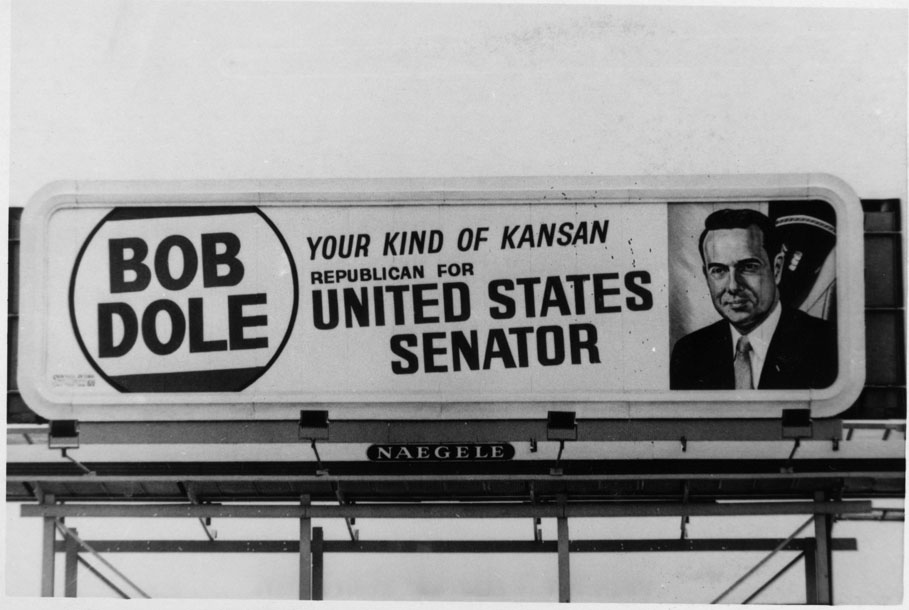 BOB
DOLE
YOUR KIND OF KANSAN
REPUBLICAN FOR
UNITED STATES
SENATOR
NAEGELE